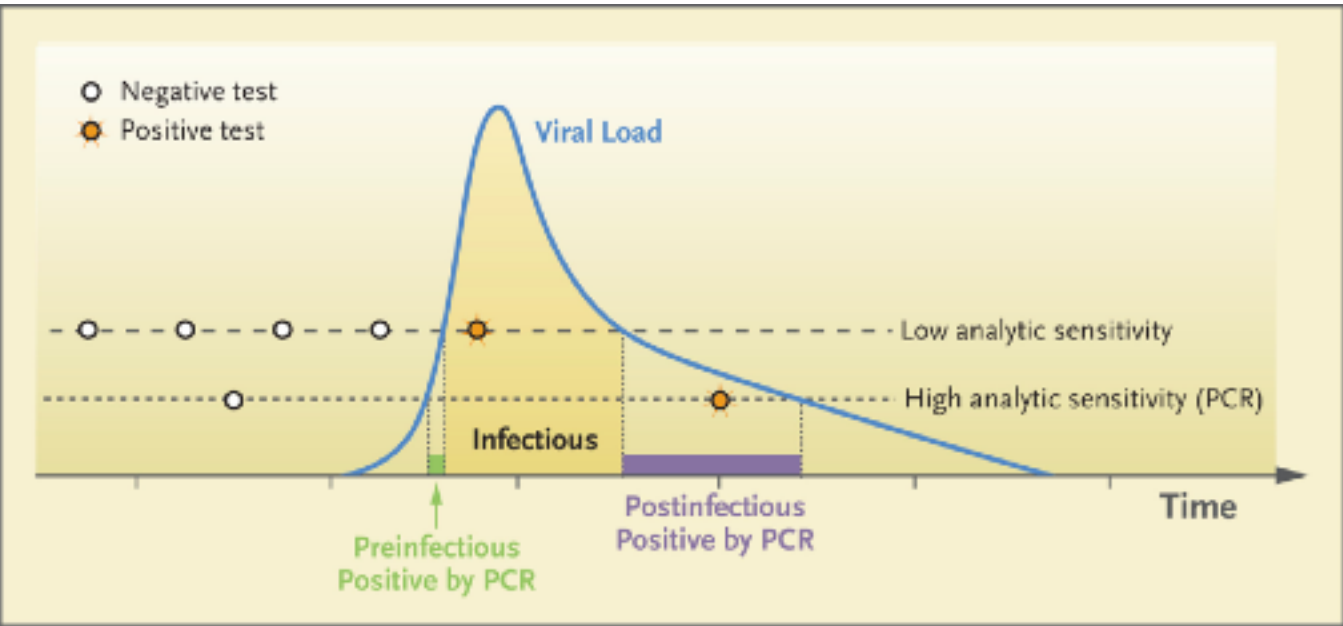 Negative test
Positive test
Viral Load
Low analytic sensitivity
High analytic sensitivity (PCR)
Infectious
Time
Postinfectious
Positive by PCR
Preinfectious
Positive by PCR